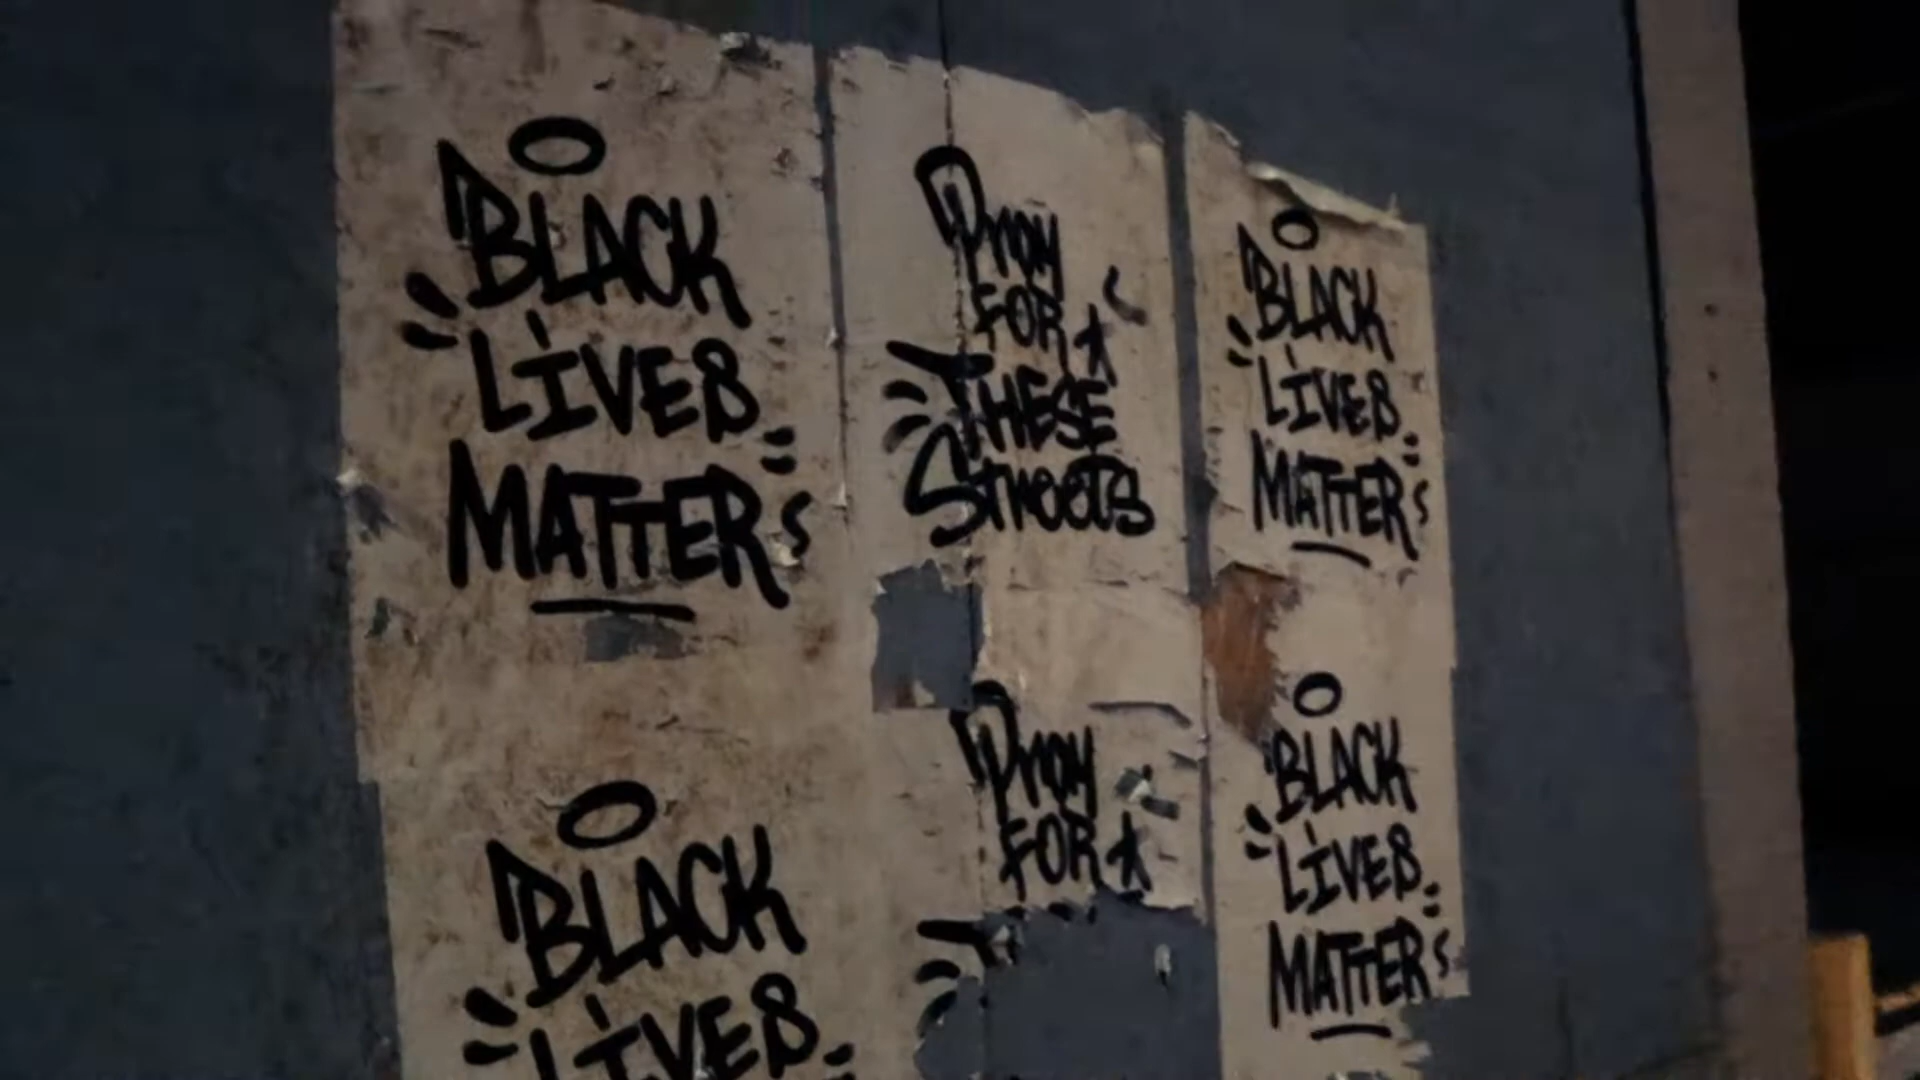 BLACK
LIVES
MATTER
Pray
FOR
THESE
Streets
BLACK
LIVES
MATTER
BLACK
LIVES
Pray
FOR
BLACK
LIVES
MATTER